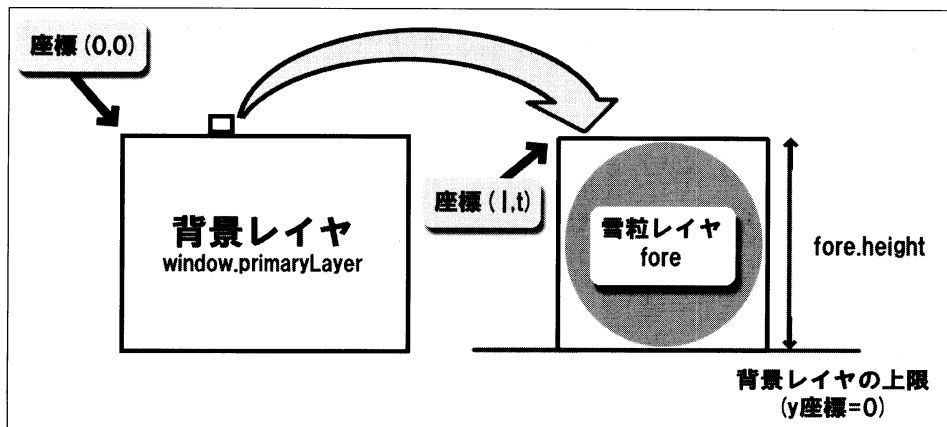 座標(0,0)
背景レイヤ
window.primaryLayer
座標(l,t)
雪粒レイヤ
fore
fore.height
背景レイヤの上限
(y座標=0)